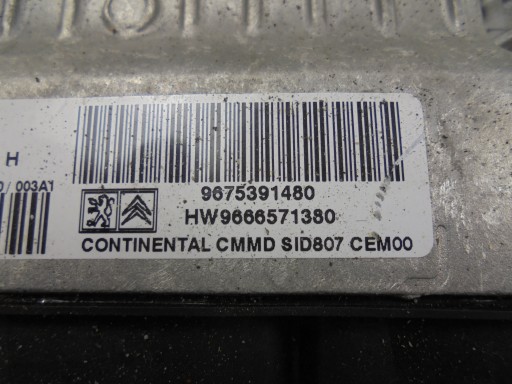 H
/ 003A1
9675391480
HW9666571380
CONTINENTAL CMMD SID807 CEM00